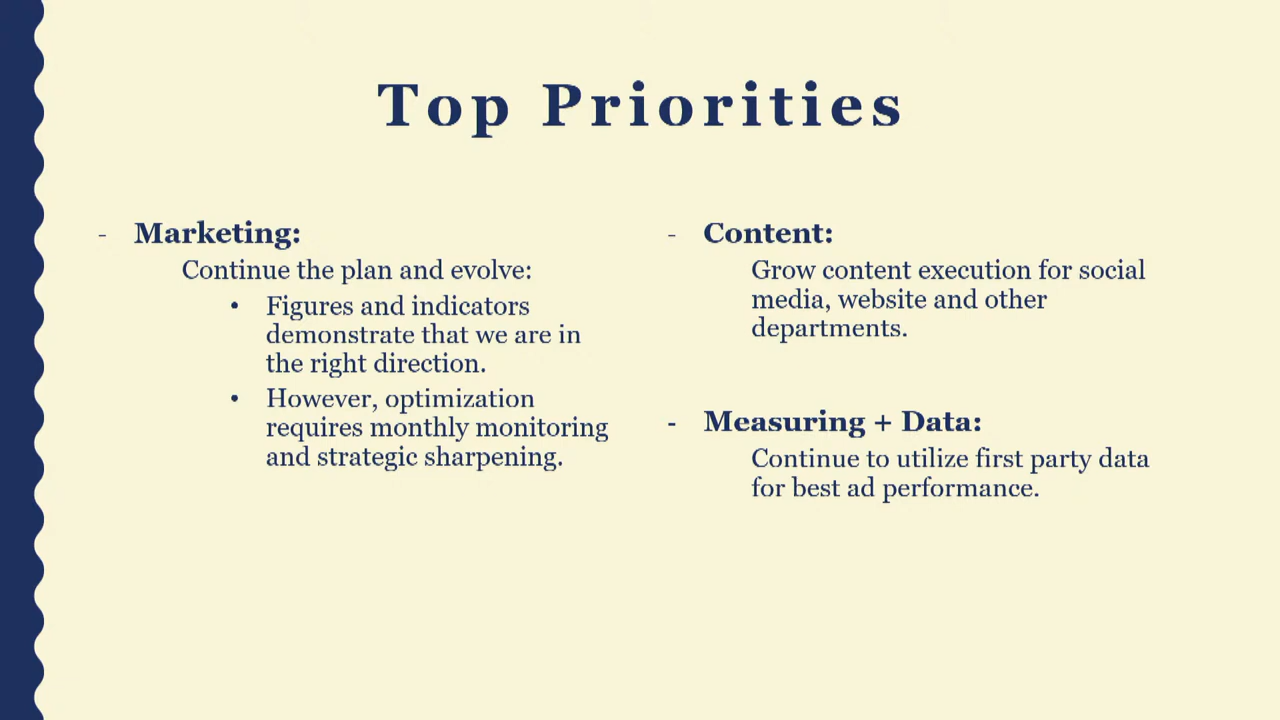 Top Priorities
- Marketing:
Continue the plan and evolve:
• Figures and indicators
demonstrate that we are in
the right direction.
• However, optimization
requires monthly monitoring
and strategic sharpening.
- Content:
Grow content execution for social
media, website and other
departments.
- Measuring + Data:
Continue to utilize first party data
for best ad performance.